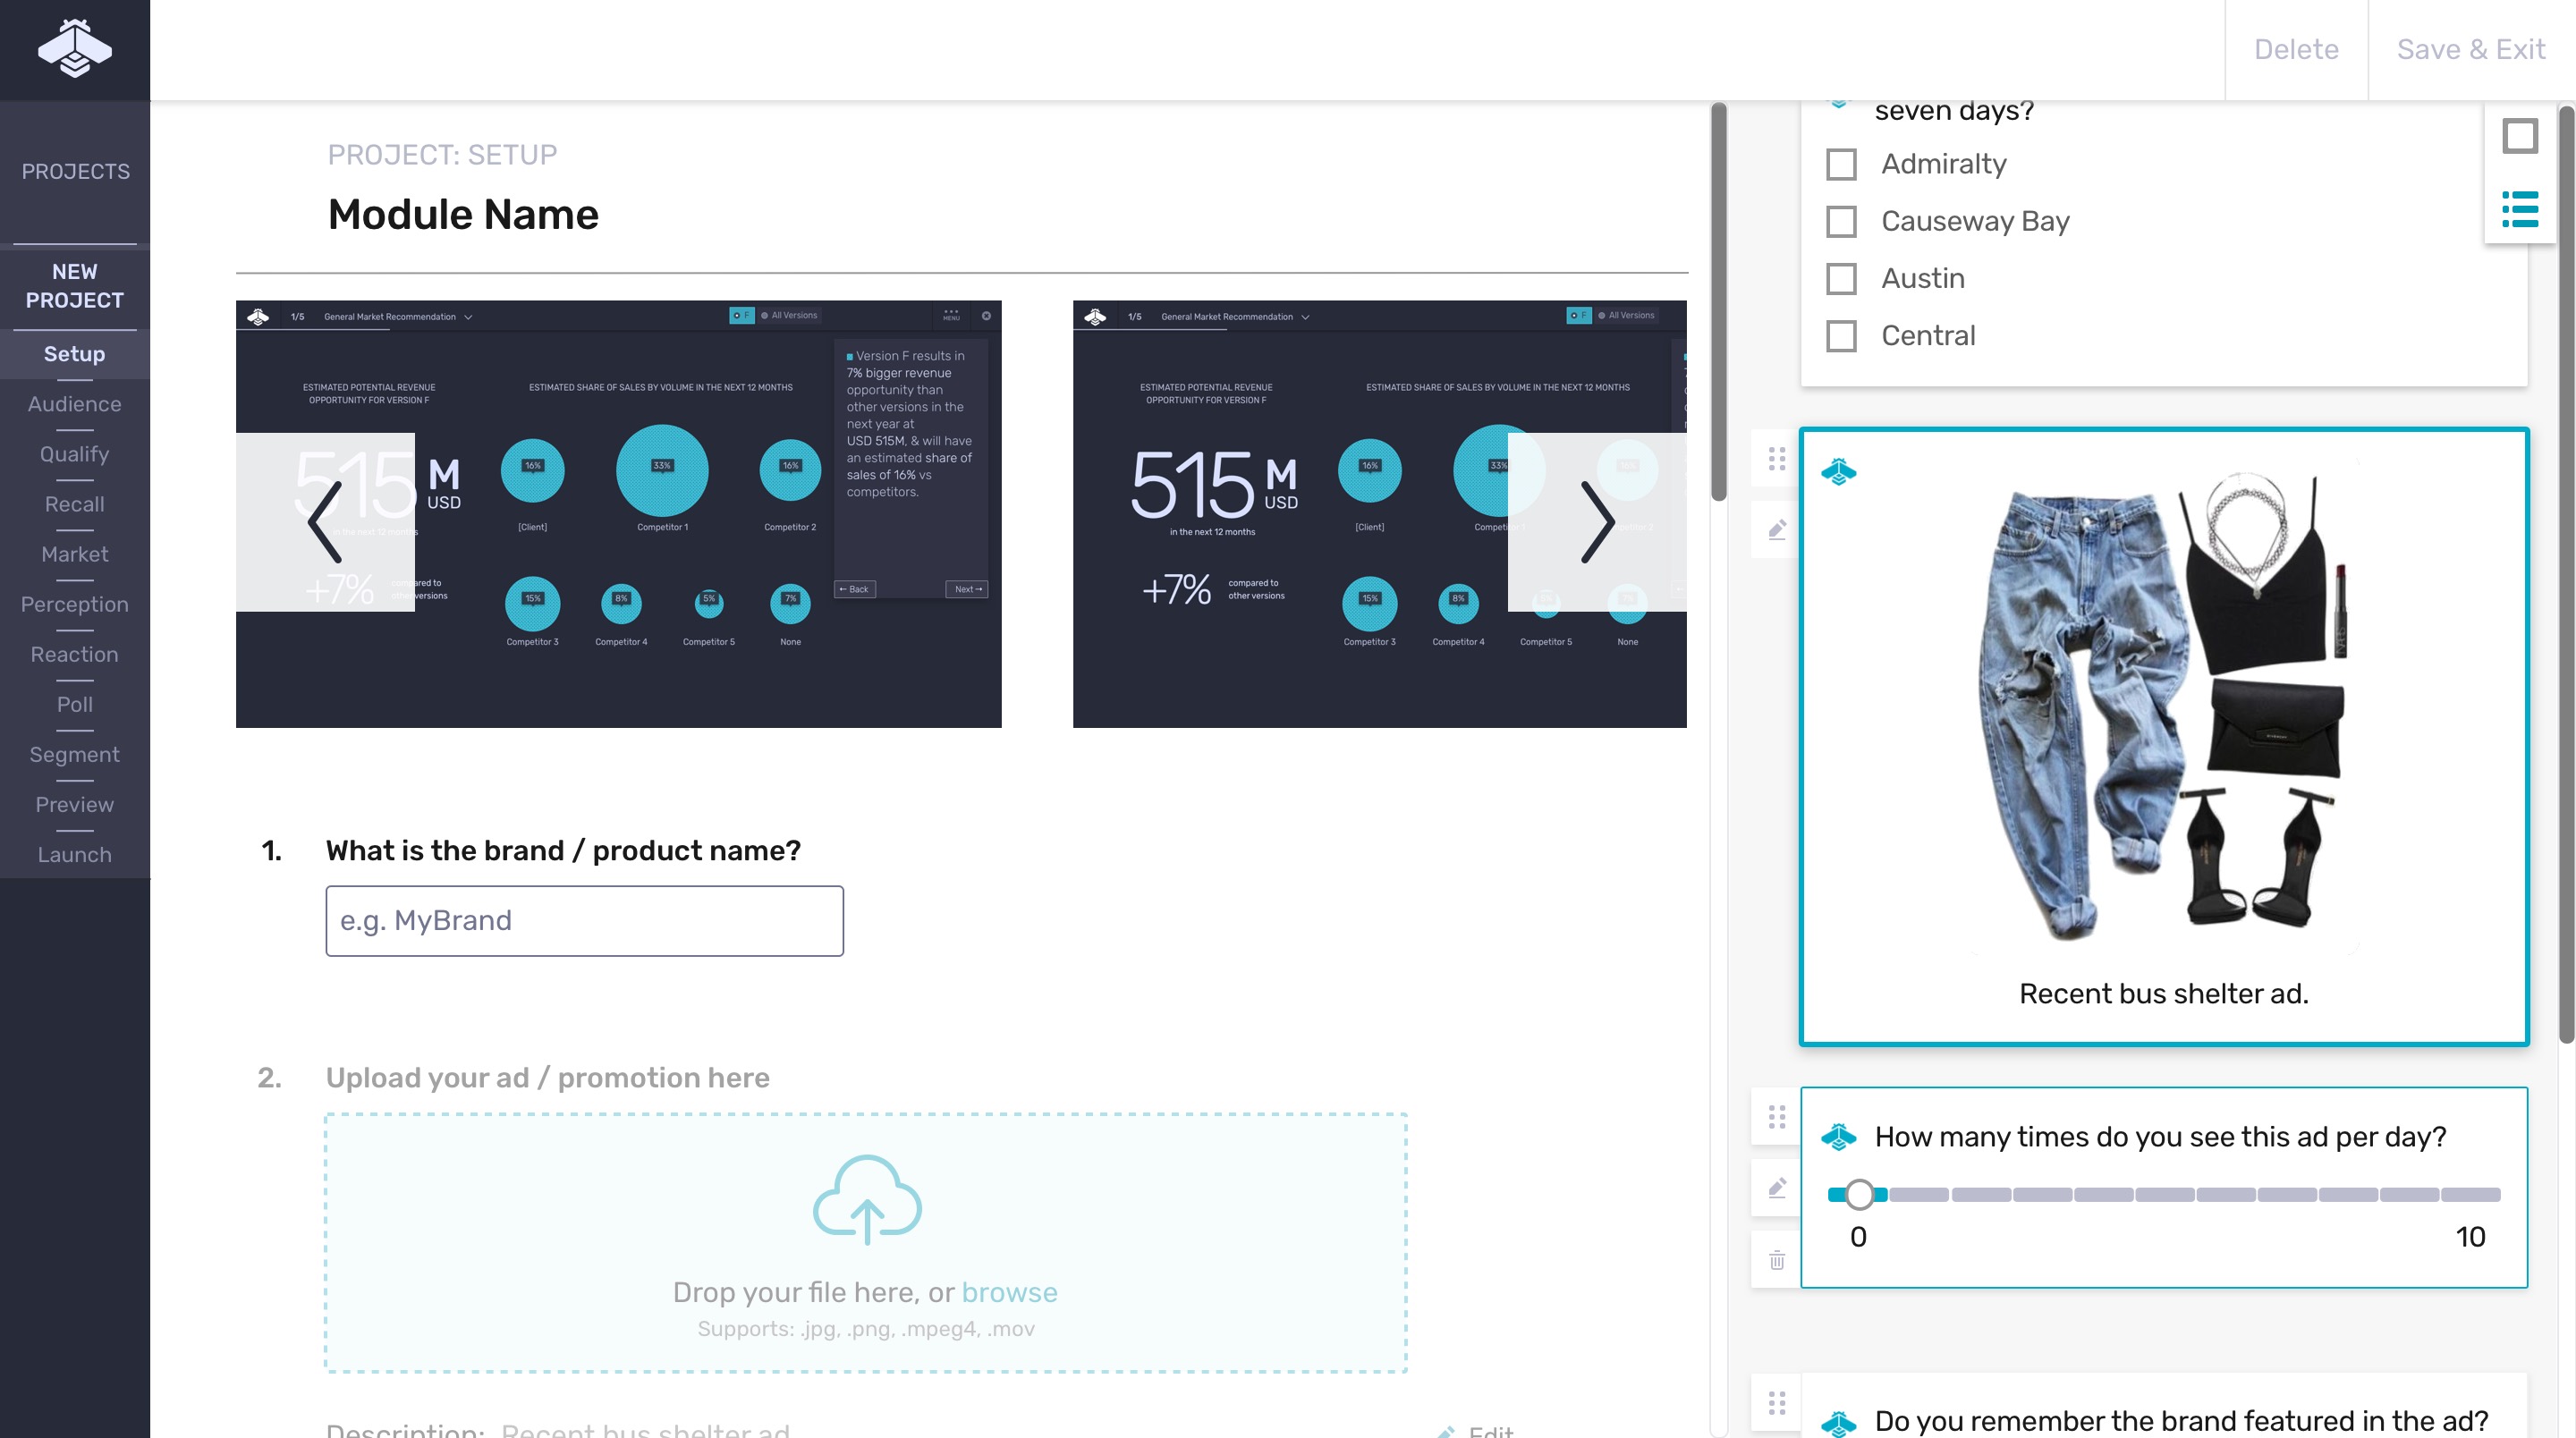 Delete
Save & Exit
PROJECTS
NEW
PROJECT
Setup
Audience
Qualify
Recall
Market
Perception
Reaction
Poll
Segment
Preview
Launch
PROJECT: SETUP
Module Name
1/5 General Market Recommendation
F All Versions
MENU
ESTIMATED POTENTIAL REVENUE
OPPORTUNITY FOR VERSION F
515 M
USD
in the next 12 months
+7% compared to
other versions
ESTIMATED SHARE OF SALES BY VOLUME IN THE NEXT 12 MONTHS
16% 33% 16%
[Client] Competitor 1 Competitor 2
15% 8% 5% 7%
Competitor 3 Competitor 4 Competitor 5 None
Version F results in
7% bigger revenue
opportunity than
other versions in the
next year at
USD 515M, & will have
an estimated share of
sales of 16% vs
competitors.
← Back Next →
1/5 General Market Recommendation
F All Versions
ESTIMATED POTENTIAL REVENUE
OPPORTUNITY FOR VERSION F
515 M
USD
in the next 12 months
+7% compared to
other versions
ESTIMATED SHARE OF SALES BY VOLUME IN THE NEXT 12 MONTHS
16% 33%
[Client]
15% 8%
Competitor 3 Competitor 4 Competitor 5 None
1. What is the brand / product name?
e.g. MyBrand
2. Upload your ad / promotion here
Drop your file here, or browse
Supports: .jpg, .png, .mpeg4, .mov
Description: Recent bus shelter ad
Edit
seven days?
Admiralty
Causeway Bay
Austin
Central
NARS
GIVENCHY
Recent bus shelter ad.
How many times do you see this ad per day?
0 10
Do you remember the brand featured in the ad?